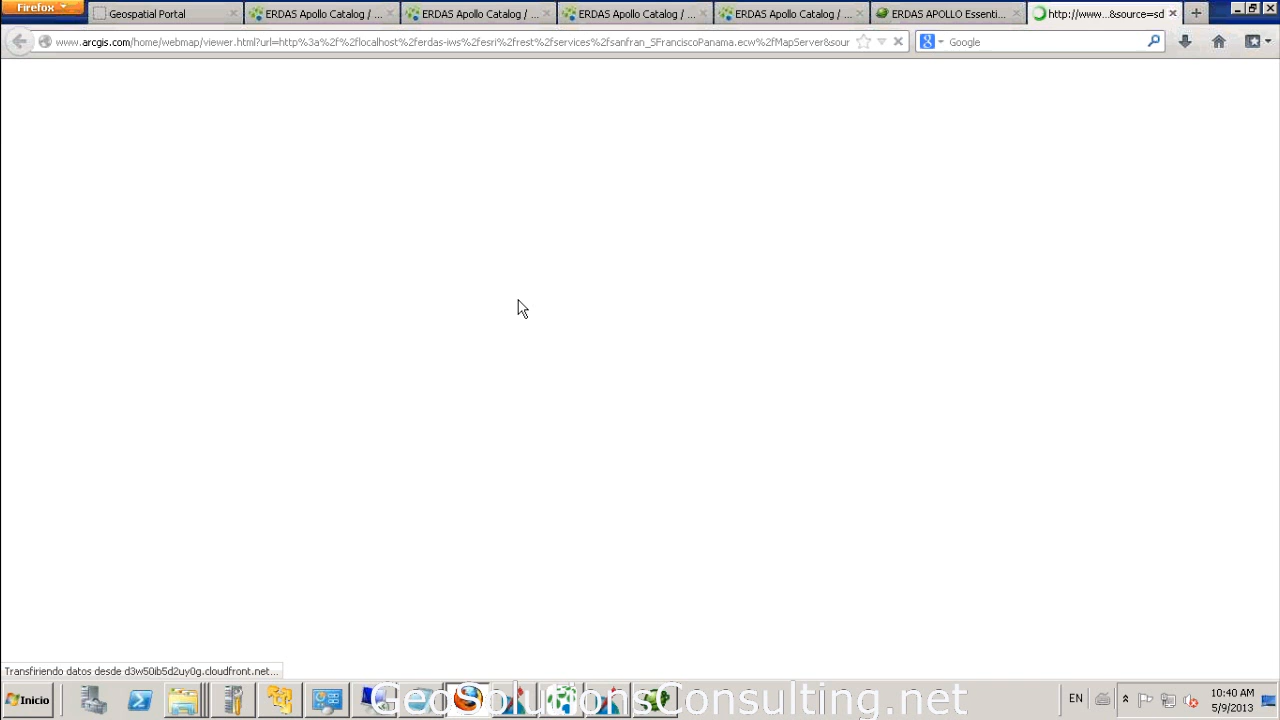 Firefox
Geospatial Portal
ERDAS Apollo Catalog / ...
ERDAS Apollo Catalog / ...
ERDAS Apollo Catalog / ...
ERDAS Apollo Catalog / ...
ERDAS APOLLO Essenti...
http://www...&source=sd
www.arcgis.com/home/webmap/viewer.html?url=http%3a%2f%2flocalhost%2ferdas-iws%2fesri%2frest%2fservices%2fsanfran_SFranciscoPanama.ecw%2fMapServer&sour
Google
Transfiriendo datos desde d3w50ib5d2uy0g.cloudfront.net...
Inicio
GeoSolutionsConsulting.net
EN
10:40 AM
5/9/2013